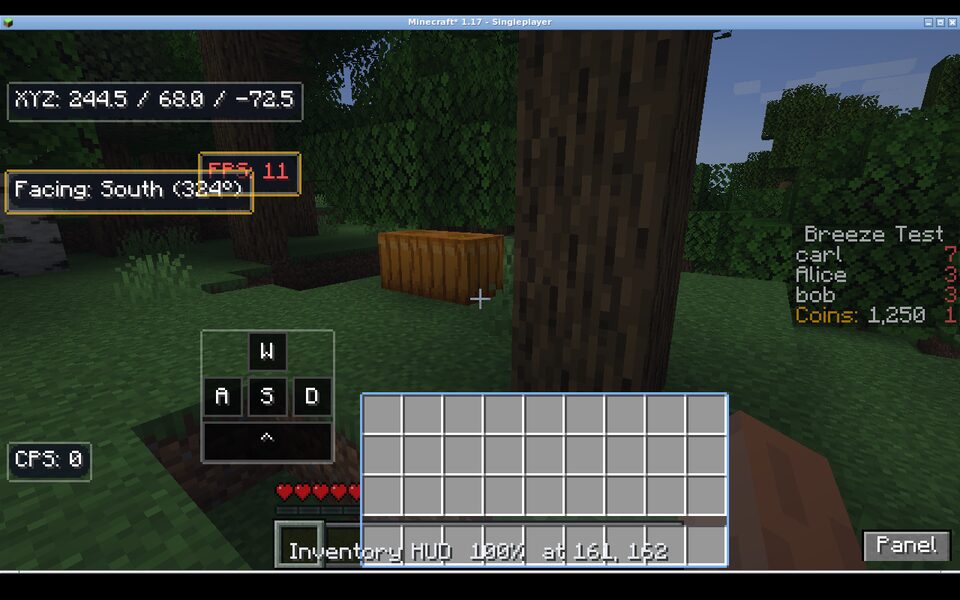 Minecraft* 1.17 - Singleplayer
XYZ: 244.5 / 68.0 / -72.5
FPS: 11
Facing: South (324°)
Breeze Test
carl 7
Alice 3
bob 3
Coins: 1,250 1
W
A S D
^
CPS: 0
Inventory HUD 100% at 161, 162
Panel